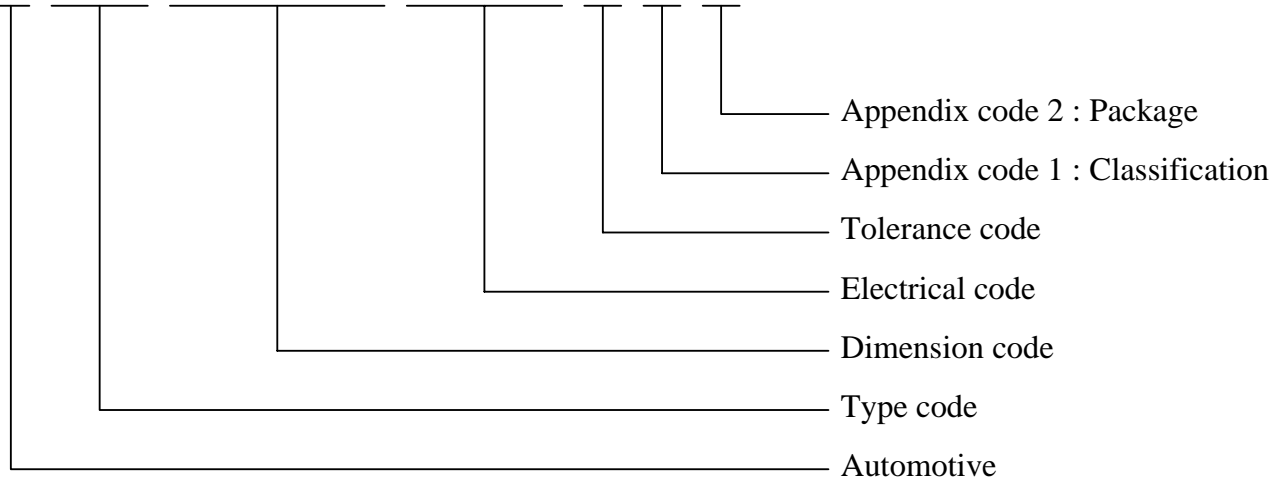 Appendix code 2 : Package
Appendix code 1 : Classification
Tolerance code
Electrical code
Dimension code
Type code
Automotive